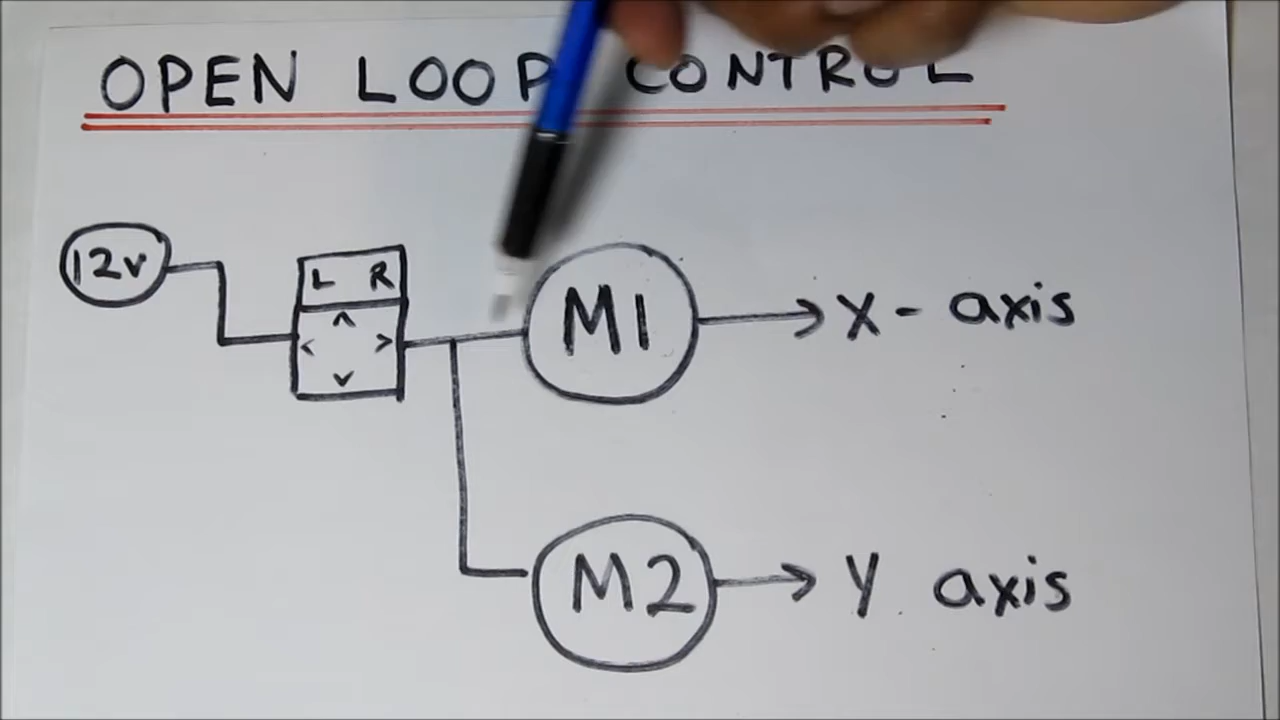 OPEN LOOP CONTROL
12v
L R
^
< >
v
M1
X- axis
M2
Y axis